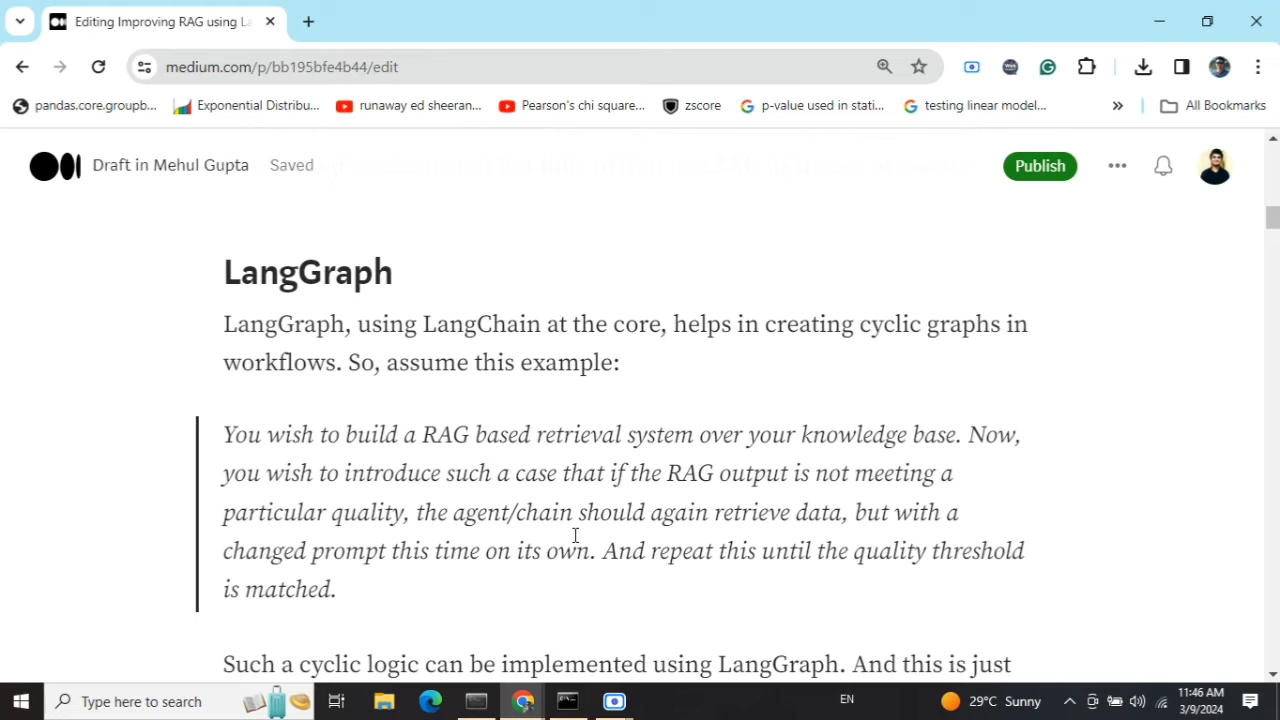 Editing Improving RAG using La
medium.com/p/bb195bfe4b44/edit
pandas.core.groupb... Exponential Distribu... runaway ed sheeran... Pearson's chi square... zscore p-value used in stati... testing linear model... » All Bookmarks
Draft in Mehul Gupta Saved Publish
LangGraph
LangGraph, using LangChain at the core, helps in creating cyclic graphs in
workflows. So, assume this example:
You wish to build a RAG based retrieval system over your knowledge base. Now,
you wish to introduce such a case that if the RAG output is not meeting a
particular quality, the agent/chain should again retrieve data, but with a
changed prompt this time on its own. And repeat this until the quality threshold
is matched.
Such a cyclic logic can be implemented using LangGraph. And this is just
Type here to search EN 29°C Sunny 11:46 AM
3/9/2024